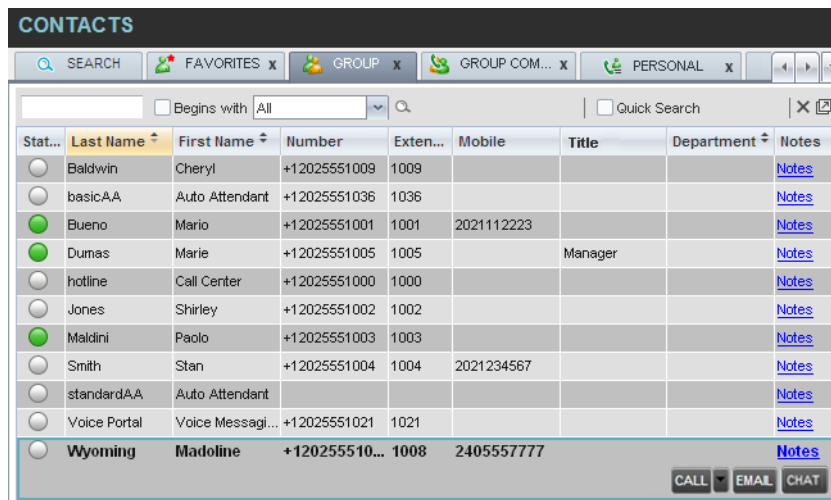 CONTACTS
SEARCH FAVORITES x GROUP x GROUP COM... x PERSONAL x
Begins with All Quick Search
Stat... Last Name First Name Number Exten... Mobile Title Department Notes
Baldwin Cheryl +12025551009 1009 Notes
basicAA Auto Attendant +12025551036 1036 Notes
Bueno Mario +12025551001 1001 2021112223 Notes
Dumas Marie +12025551005 1005 Manager Notes
hotline Call Center +12025551000 1000 Notes
Jones Shirley +12025551002 1002 Notes
Maldini Paolo +12025551003 1003 Notes
Smith Stan +12025551004 1004 2021234567 Notes
standardAA Auto Attendant Notes
Voice Portal Voice Messagi... +12025551021 1021 Notes
Wyoming Madoline +120255510... 1008 2405557777 Notes
CALL EMAIL CHAT